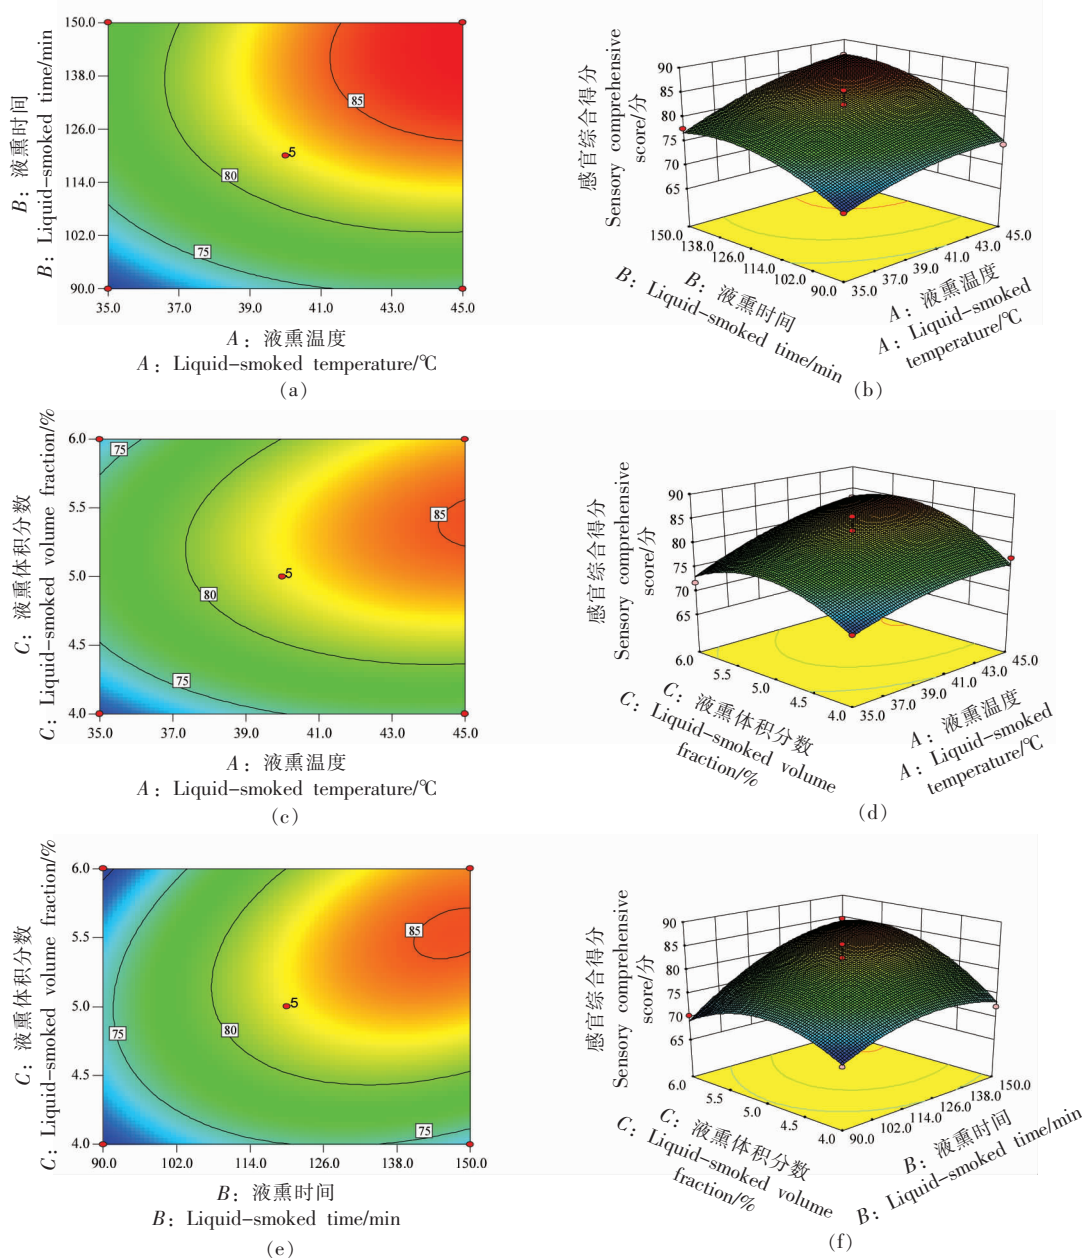 150.0
138.0
126.0
114.0
102.0
90.0
B：液熏时间
B：Liquid-smoked time/min
85
80
75
5
35.0 37.0 39.0 41.0 43.0 45.0
A：液熏温度
A：Liquid-smoked temperature/℃
(a)
感官综合得分
Sensory comprehensive
score/分
90
85
80
75
70
65
150.0
138.0
126.0
114.0
102.0
90.0
35.0
37.0
39.0
41.0
43.0
45.0
B：液熏时间
B：Liquid-smoked time/min
A：液熏温度
A：Liquid-smoked
temperature/℃
(b)
6.0
5.5
5.0
4.5
4.0
C：液熏体积分数
C：Liquid-smoked volume fraction/%
75
85
80
75
5
35.0 37.0 39.0 41.0 43.0 45.0
A：液熏温度
A：Liquid-smoked temperature/℃
(c)
感官综合得分
Sensory comprehensive
score/分
90
85
80
75
70
65
6.0
5.5
5.0
4.5
4.0
35.0
37.0
39.0
41.0
43.0
45.0
C：液熏体积分数
C：Liquid-smoked volume
fraction/%
A：液熏温度
A：Liquid-smoked
temperature/℃
(d)
6.0
5.5
5.0
4.5
4.0
C：液熏体积分数
C：Liquid-smoked volume fraction/%
85
5
75
80
75
90.0 102.0 114.0 126.0 138.0 150.0
B：液熏时间
B：Liquid-smoked time/min
(e)
感官综合得分
Sensory comprehensive
score/分
90
85
80
75
70
65
6.0
5.5
5.0
4.5
4.0
90.0
102.0
114.0
126.0
138.0
150.0
C：液熏体积分数
C：Liquid-smoked volume
fraction/%
B：液熏时间
B：Liquid-smoked time/min
(f)